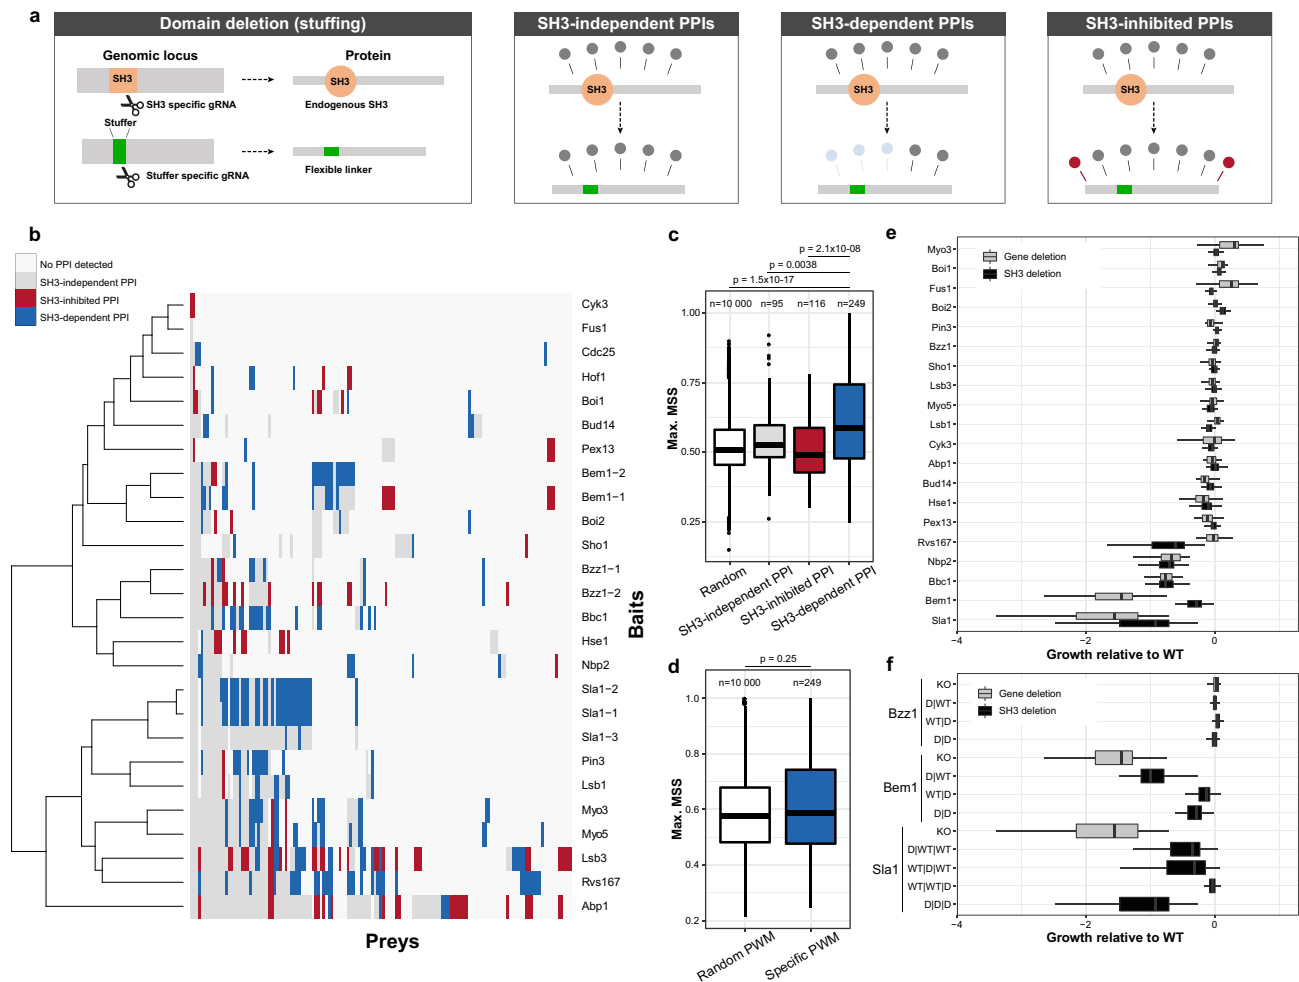 a
Domain deletion (stuffing)
Genomic locus
Protein
SH3
SH3
SH3 specific gRNA
Endogenous SH3
Stuffer
Stuffer specific gRNA
Flexible linker
SH3-independent PPIs
SH3
SH3-dependent PPIs
SH3
SH3-inhibited PPIs
SH3
b
No PPI detected
SH3-independent PPI
SH3-inhibited PPI
SH3-dependent PPI
Cyk3
Fus1
Cdc25
Hof1
Boi1
Bud14
Pex13
Bem1-2
Bem1-1
Boi2
Sho1
Bzz1-1
Bzz1-2
Bbc1
Hse1
Nbp2
Sla1-2
Sla1-1
Sla1-3
Pin3
Lsb1
Myo3
Myo5
Lsb3
Rvs167
Abp1
Baits
Preys
c
p = 2.1x10-08
p = 0.0038
p = 1.5x10-17
n=10 000
n=95
n=116
n=249
1.00
0.75
0.50
0.25
Max. MSS
Random
SH3-independent PPI
SH3-inhibited PPI
SH3-dependent PPI
d
p = 0.25
n=10 000
n=249
1.0
0.8
0.6
0.4
0.2
Max. MSS
Random PWM
Specific PWM
e
Gene deletion
SH3 deletion
Myo3
Boi1
Fus1
Boi2
Pin3
Bzz1
Sho1
Lsb3
Myo5
Lsb1
Cyk3
Abp1
Bud14
Hse1
Pex13
Rvs167
Nbp2
Bbc1
Bem1
Sla1
−4
−2
0
Growth relative to WT
f
Gene deletion
SH3 deletion
Bzz1
KO
D|WT
WT|D
D|D
Bem1
KO
D|WT
WT|D
D|D
Sla1
KO
D|WT|WT
WT|D|WT
WT|WT|D
D|D|D
−4
−2
0
Growth relative to WT